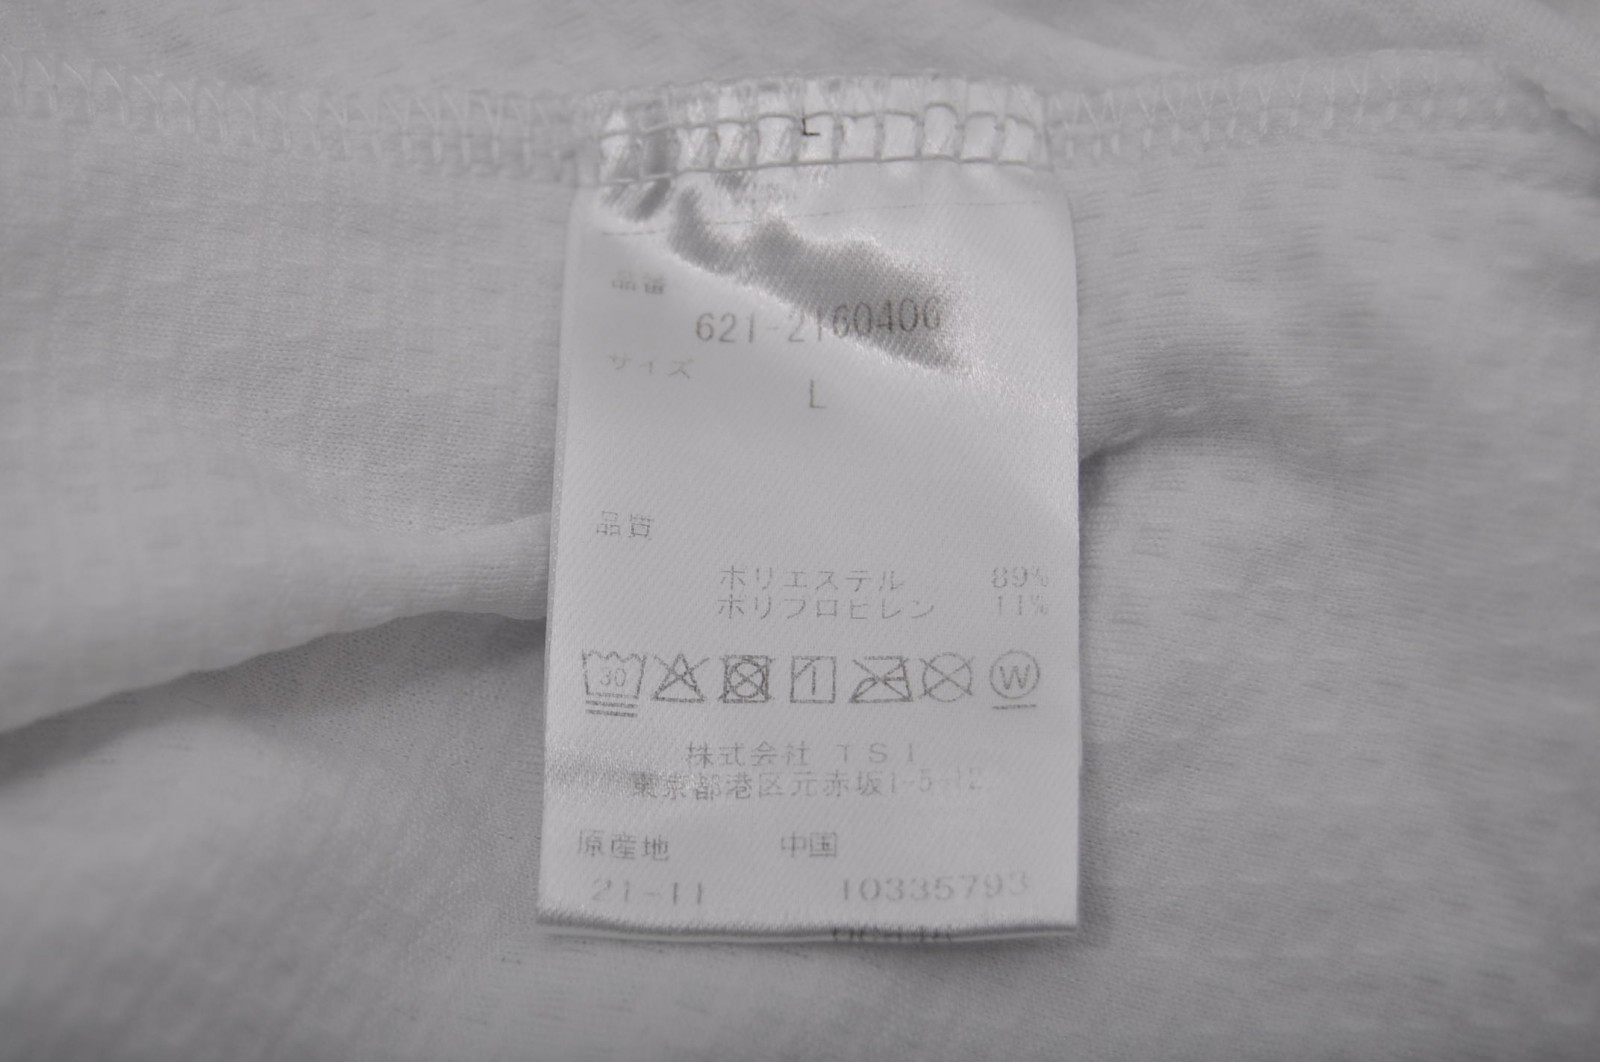 L
品番
621-2160400
サイズ
L
品質
ポリエステル 89%
ポリプロピレン 11%
30 W
株式会社 TSI
東京都港区元赤坂1-5-12
原産地 中国
21-11 10335793